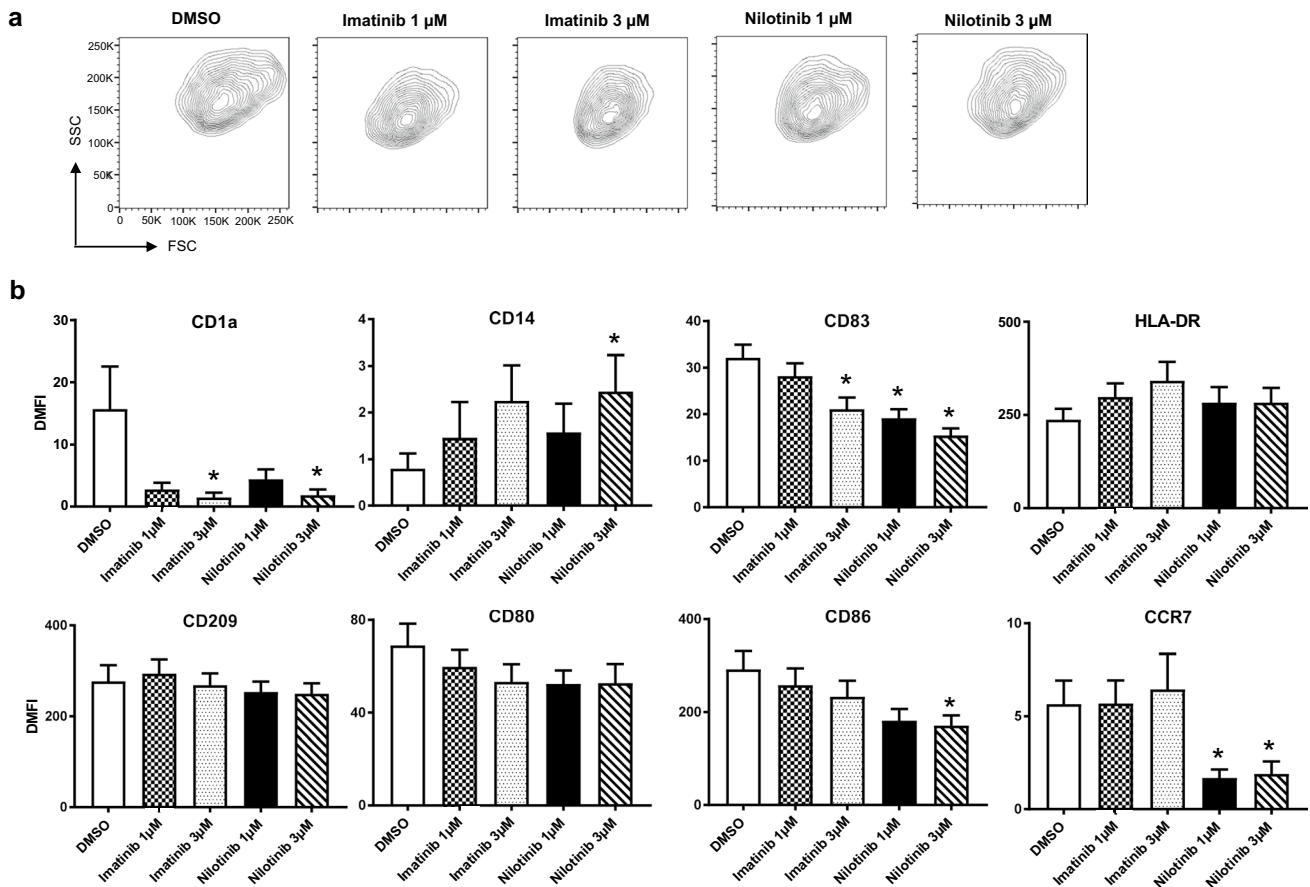 a
DMSO
Imatinib 1 µM
Imatinib 3 µM
Nilotinib 1 µM
Nilotinib 3 µM
250K
200K
150K
100K
50K
0
SSC
0 50K 100K 150K 200K 250K
FSC
b
CD1a
DMFI
30
20
10
0
DMSO
Imatinib 1µM
Imatinib 3µM
Nilotinib 1µM
Nilotinib 3µM
* *
CD14
4
3
2
1
0
DMSO
Imatinib 1µM
Imatinib 3µM
Nilotinib 1µM
Nilotinib 3µM
*
CD83
40
30
20
10
0
DMSO
Imatinib 1µM
Imatinib 3µM
Nilotinib 1µM
Nilotinib 3µM
* * *
HLA-DR
500
250
0
DMSO
Imatinib 1µM
Imatinib 3µM
Nilotinib 1µM
Nilotinib 3µM
CD209
DMFI
400
200
0
DMSO
Imatinib 1µM
Imatinib 3µM
Nilotinib 1µM
Nilotinib 3µM
CD80
80
40
0
DMSO
Imatinib 1µM
Imatinib 3µM
Nilotinib 1µM
Nilotinib 3µM
CD86
400
200
0
DMSO
Imatinib 1µM
Imatinib 3µM
Nilotinib 1µM
Nilotinib 3µM
*
CCR7
10
5
0
DMSO
Imatinib 1µM
Imatinib 3µM
Nilotinib 1µM
Nilotinib 3µM
* *